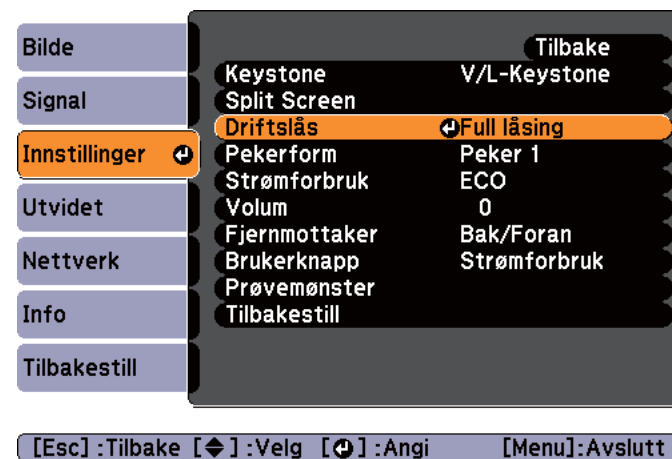 Bilde
Signal
Innstillinger
Utvidet
Nettverk
Info
Tilbakestill
Tilbake
Keystone V/L-Keystone
Split Screen
Driftslås Full låsing
Pekerform Peker 1
Strømforbruk ECO
Volum 0
Fjernmottaker Bak/Foran
Brukerknapp Strømforbruk
Prøvemønster
Tilbakestill
[Esc] :Tilbake [ ] :Velg [ ] :Angi [Menu]:Avslutt